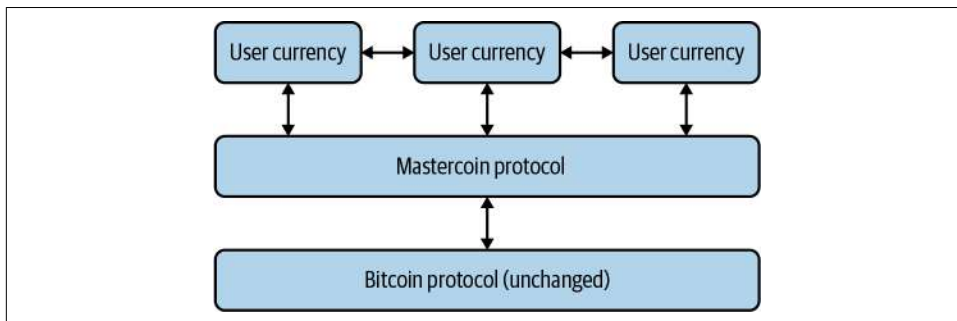 User currency
User currency
User currency
Mastercoin protocol
Bitcoin protocol (unchanged)